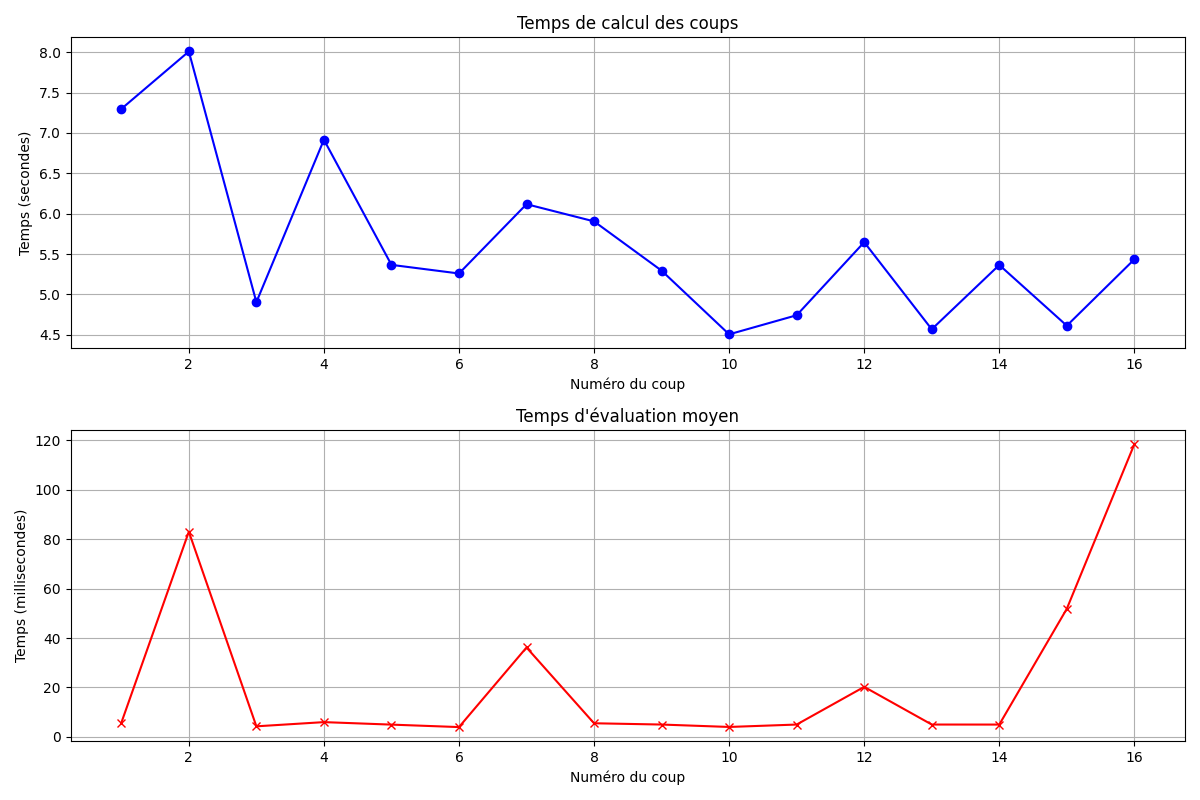 Temps de calcul des coups
8.0
7.5
7.0
6.5
6.0
5.5
5.0
4.5
Temps (secondes)
2 4 6 8 10 12 14 16
Numéro du coup
Temps d'évaluation moyen
120
100
80
60
40
20
0
Temps (millisecondes)
2 4 6 8 10 12 14 16
Numéro du coup